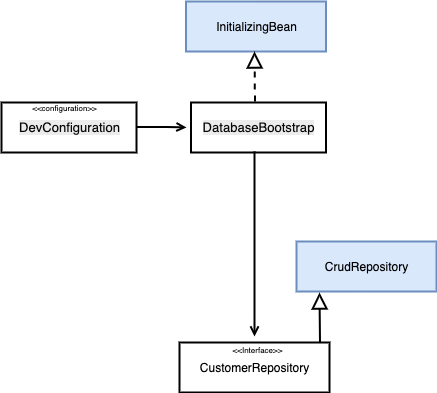 InitializingBean
<<configuration>>
DevConfiguration
DatabaseBootstrap
CrudRepository
<<Interface>>
CustomerRepository